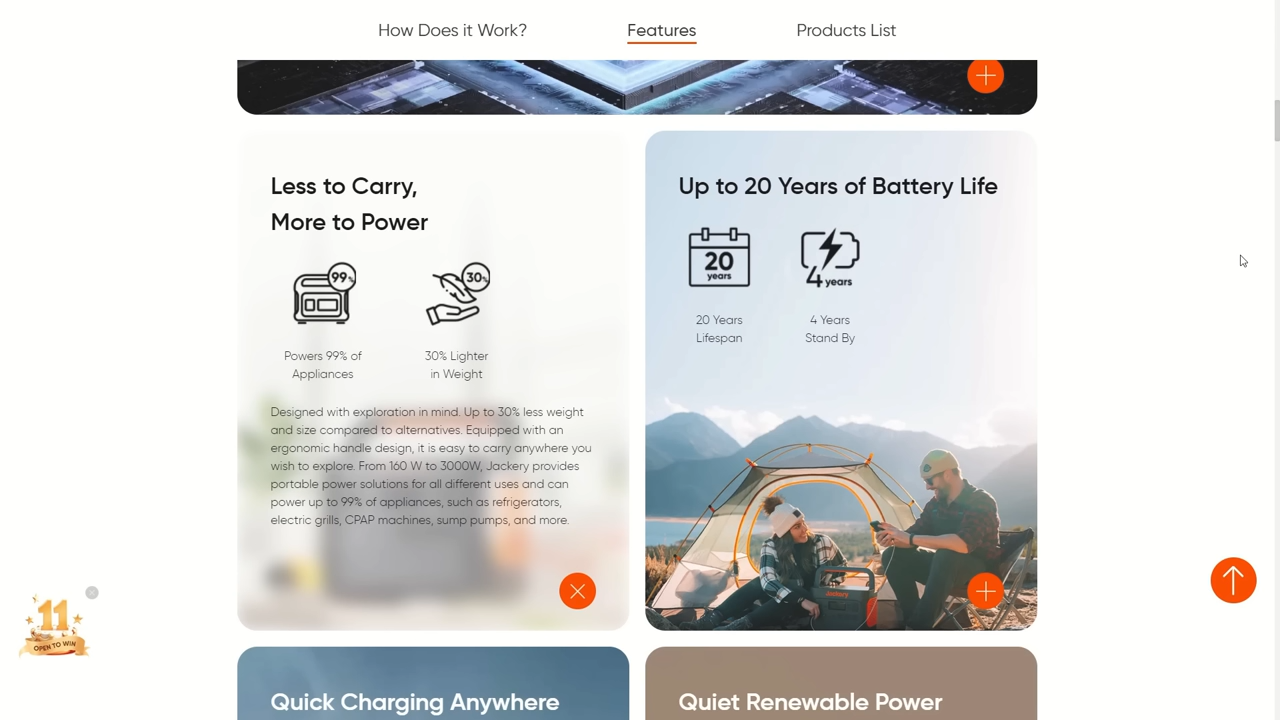 How Does it Work?
Features
Products List
Less to Carry,
More to Power
99%
30%
Powers 99% of
Appliances
30% Lighter
in Weight
Designed with exploration in mind. Up to 30% less weight
and size compared to alternatives. Equipped with an
ergonomic handle design, it is easy to carry anywhere you
wish to explore. From 160 W to 3000W, Jackery provides
portable power solutions for all different uses and can
power up to 99% of appliances, such as refrigerators,
electric grills, CPAP machines, sump pumps, and more.
Up to 20 Years of Battery Life
20
years
4 years
20 Years
Lifespan
4 Years
Stand By
Jackery
11
OPEN TO WIN
Quick Charging Anywhere
Quiet Renewable Power